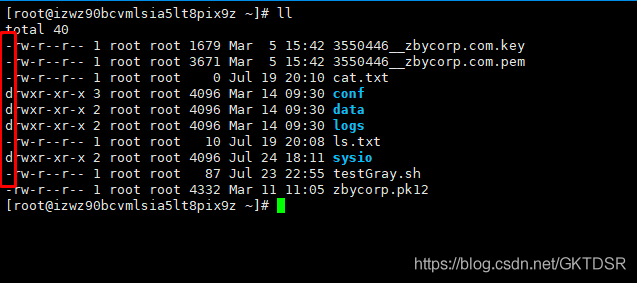 [root@izwz90bcvmlsia5lt8pix9z ~]# ll
total 40
-rw-r--r-- 1 root root 1679 Mar  5 15:42 3550446__zbycorp.com.key
-rw-r--r-- 1 root root 3671 Mar  5 15:42 3550446__zbycorp.com.pem
-rw-r--r-- 1 root root    0 Jul 19 20:10 cat.txt
drwxr-xr-x 3 root root 4096 Mar 14 09:30 conf
drwxr-xr-x 2 root root 4096 Mar 14 09:30 data
drwxr-xr-x 2 root root 4096 Mar 14 09:30 logs
-rw-r--r-- 1 root root   10 Jul 19 20:08 ls.txt
drwxr-xr-x 2 root root 4096 Jul 24 18:11 sysio
-rw-r--r-- 1 root root   87 Jul 23 22:55 testGray.sh
-rw-r--r-- 1 root root 4332 Mar 11 11:05 zbycorp.pk12
[root@izwz90bcvmlsia5lt8pix9z ~]#
https://blog.csdn.net/GKTDSR